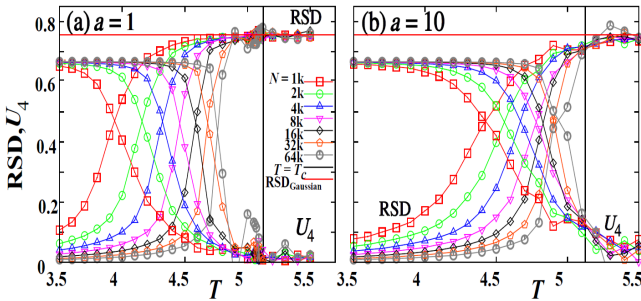 (a) a = 1
RSD
(b) a = 10
RSD,U₄
0.8
0.6
0.4
0.2
0
N = 1k
2k
4k
8k
16k
32k
64k
T = T_C
RSD_Gaussian
U₄
RSD
U₄
3.5 4 4.5 5 5.5
T
3.5 4 4.5 5 5.5
T